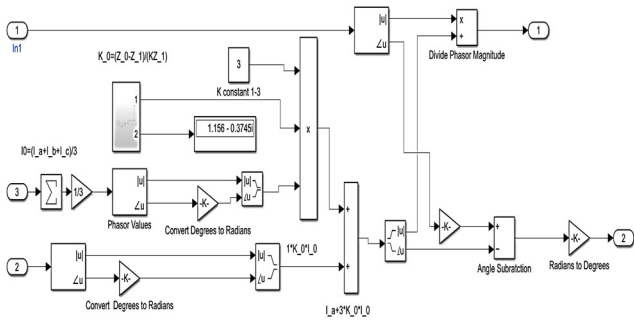 1
In1
|u|
∠u
x
÷
Divide Phasor Magnitude
1
K_0=(Z_0-Z_1)/(KZ_1)
3
K constant 1-3
1
2
1.156 - 0.3745i
x
I0=(I_a+I_b+I_c)/3
3
∑
1/3
|u|
∠u
Phasor Values
-K-
Convert Degrees to Radians
|u|
∠u
2
|u|
∠u
-K-
Convert Degrees to Radians
|u|
∠u
1*K_0*I_0
+
+
I_a+3*K_0*I_0
|u|
∠u
-K-
+
−
Angle Subratction
-K-
Radians to Degrees
2